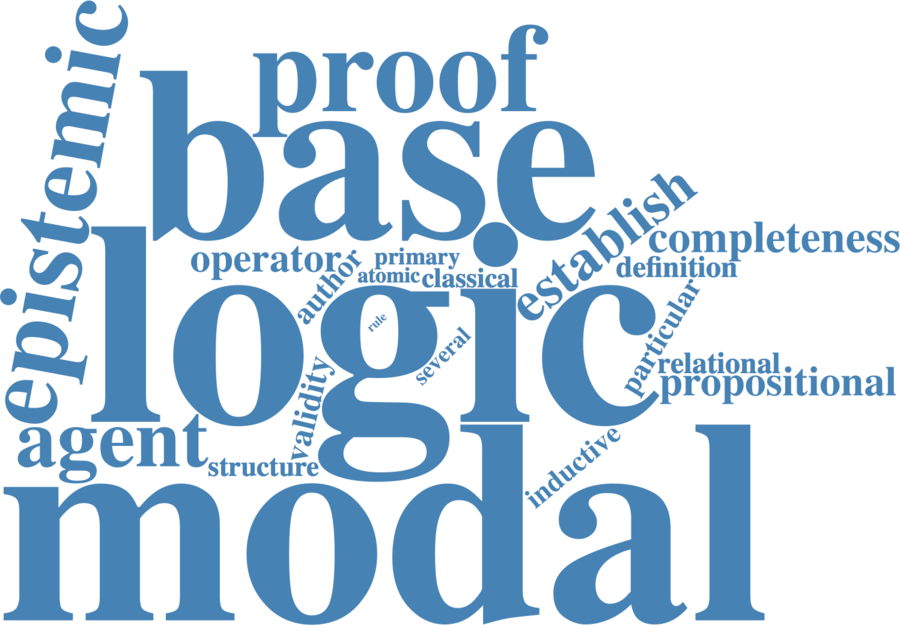 epistemic
proof
base
establish
completeness
operator
author
primary
definition
atomic
classical
logic
rule
several
particular
relational
propositional
validity
agent
structure
inductive
modal